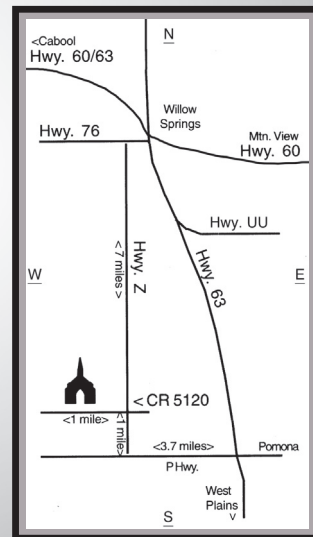 N
<Cabool
Hwy. 60/63
Willow
Springs
Hwy. 76
Mtn. View
Hwy. 60
Hwy. UU
Hwy. Z
<7 miles>
Hwy. 63
W
E
< CR 5120
<1 mile>
<1 mile>
<3.7 miles>
Pomona
P Hwy.
West
Plains
V
S